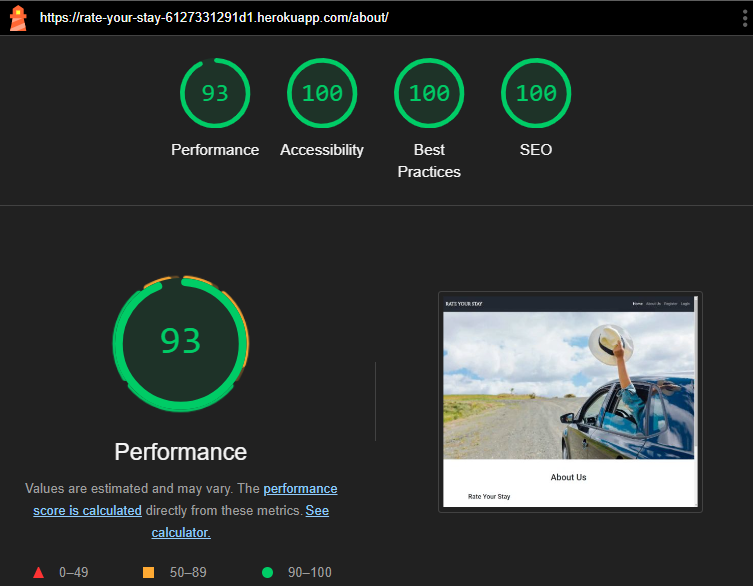 https://rate-your-stay-6127331291d1.herokuapp.com/about/
93
100
100
100
Performance
Accessibility
Best
Practices
SEO
93
Performance
Values are estimated and may vary. The performance
score is calculated directly from these metrics. See
calculator.
0–49
50–89
90–100
RATE YOUR STAY
Home About Us Register Login
About Us
Rate Your Stay